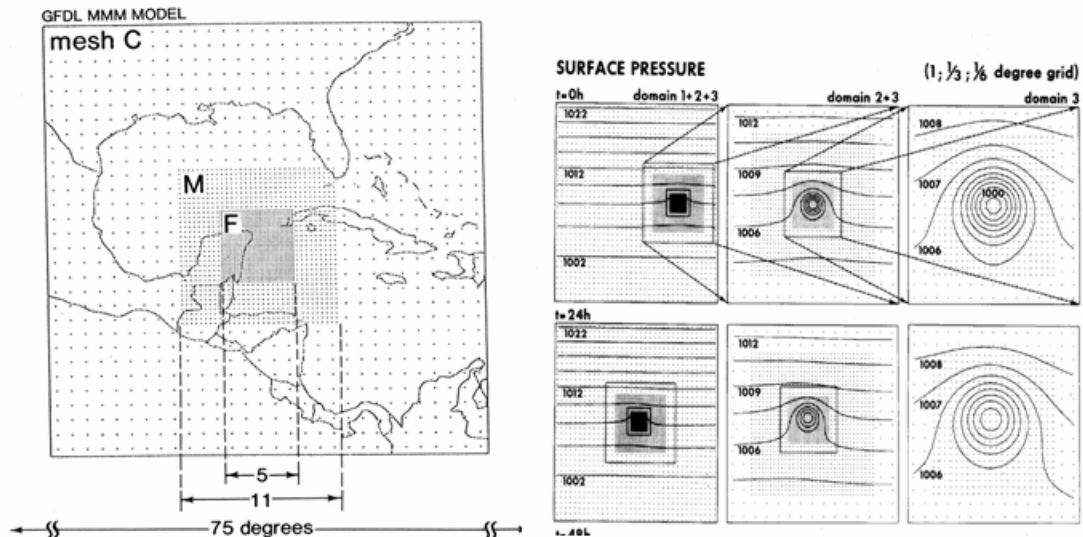 GFDL MMM MODEL
mesh C
M
F
5
11
75 degrees
SURFACE PRESSURE (1; 1/3; 1/6 degree grid)
t=0h domain 1+2+3 domain 2+3 domain 3
1022 1012 1008
1012 1009 1007 1000
1006 1006
1002
t=24h
1022 1012 1008
1012 1009 1007
1006 1006
1002
t=48h